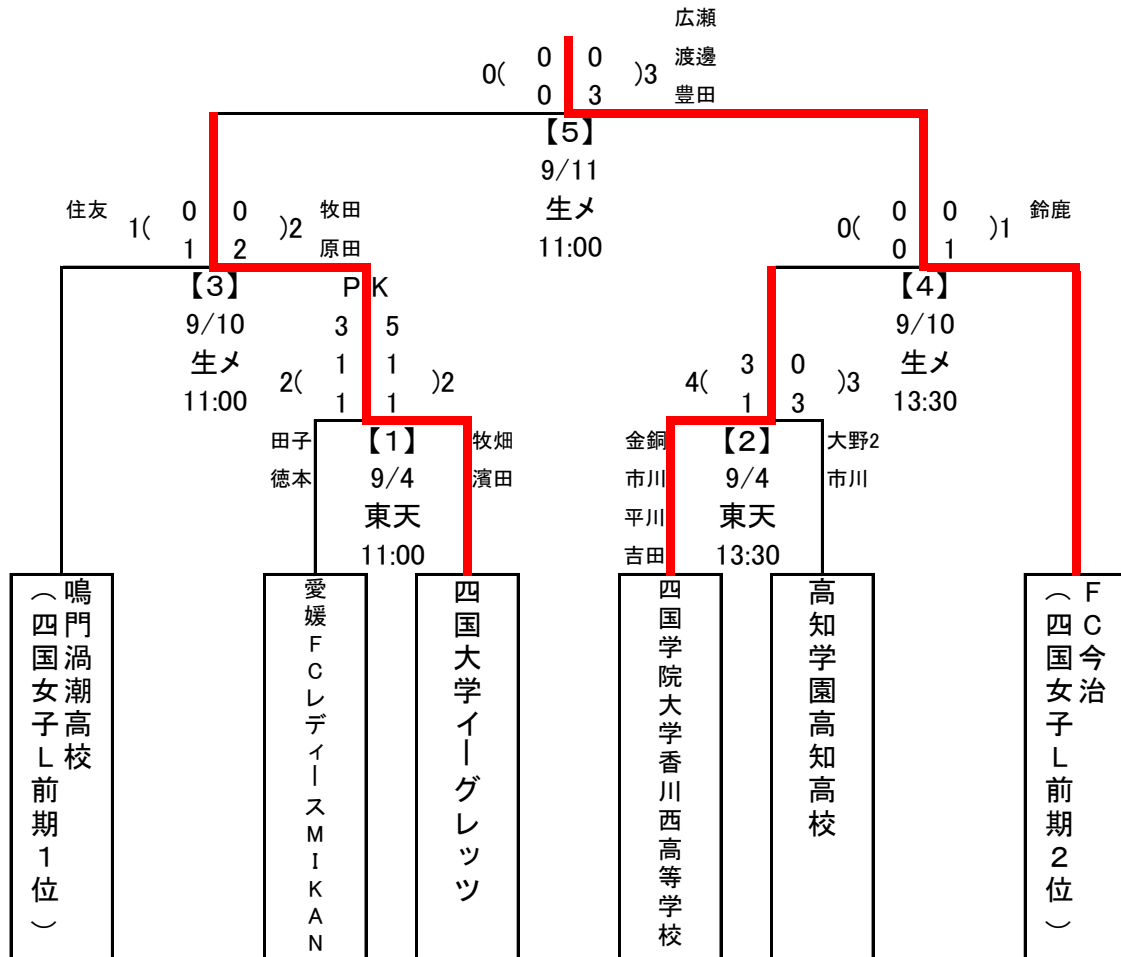 広瀬
0 0 渡邊
0( )3
0 3 豊田
【5】
9/11
生メ
11:00
住友 1( 0 0 )2 牧田
1 2 原田
【3】
9/10
生メ
11:00
0( 0 0 )1 鈴鹿
0 1
【4】
9/10
生メ
13:30
PK
3 5
1 1
2( )2
1 1
田子 【1】 牧畑
徳本 9/4 濱田
東天
11:00
3 0
4( )3
1 3
金銅 【2】 大野2
市川 9/4 市川
平川 東天
吉田 13:30
鳴門渦潮高校
（四国女子L前期1位）
愛媛FCレディースMIKAN
四国大学イーグレッツ
四国学院大学香川西高等学校
高知学園高知高校
FC今治
（四国女子L前期2位）